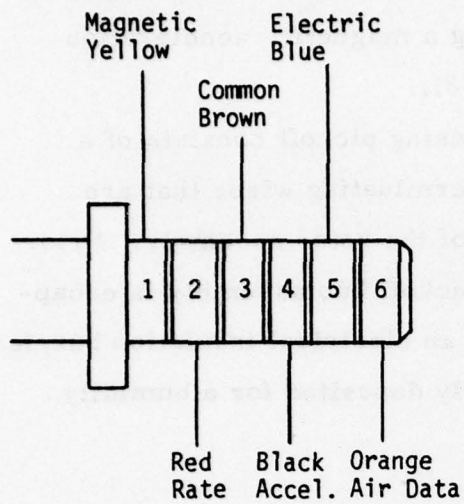 Magnetic
Yellow
Electric
Blue
Common
Brown
1 2 3 4 5 6
Red
Rate
Black
Accel.
Orange
Air Data